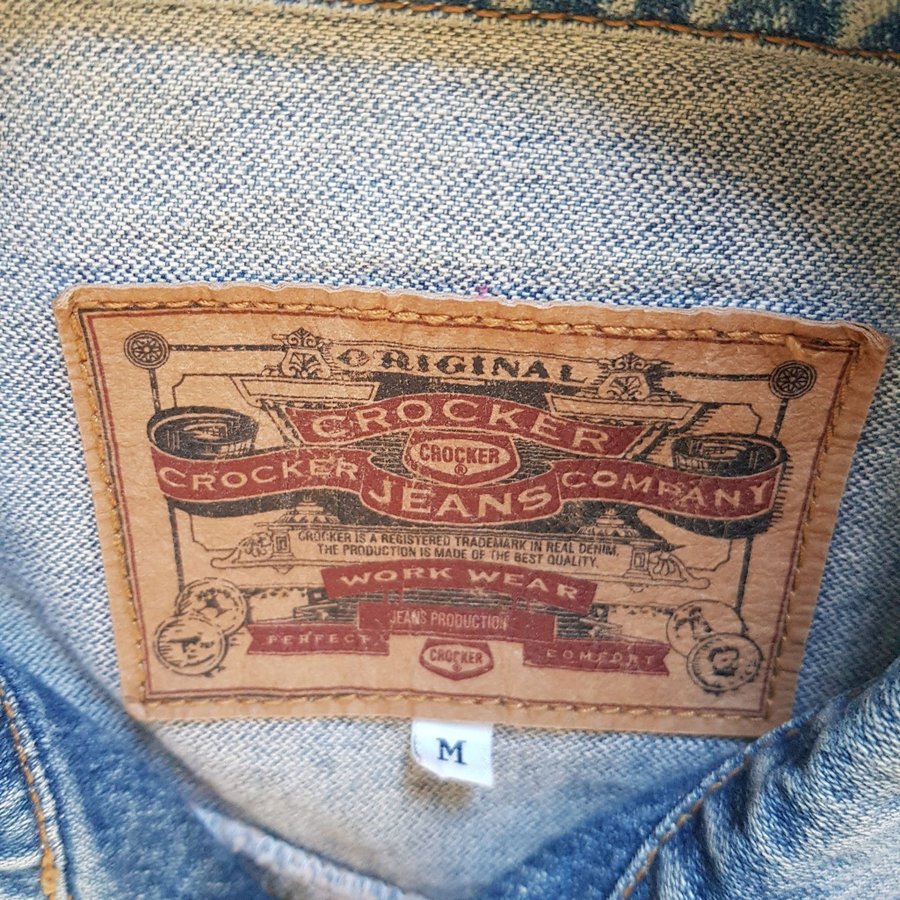 ORIGINAL
CROCKER
CROCKER
®
CROCKER JEANS COMPANY
CROCKER IS A REGISTERED TRADEMARK IN REAL DENIM,
THE PRODUCTION IS MADE OF THE BEST QUALITY.
WORK WEAR
JEANS PRODUCTION
PERFECT COMFORT
CROCKER
M